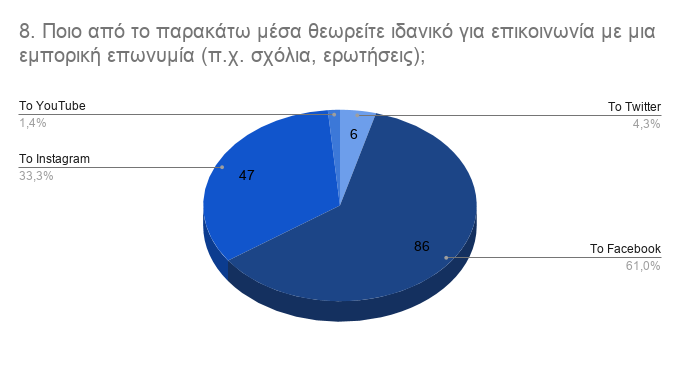 8. Ποιο από το παρακάτω μέσα θεωρείτε ιδανικό για επικοινωνία με μια
εμπορική επωνυμία (π.χ. σχόλια, ερωτήσεις);
Το YouTube
1,4%
Το Twitter
4,3%
6
Το Instagram
33,3%
47
86
Το Facebook
61,0%